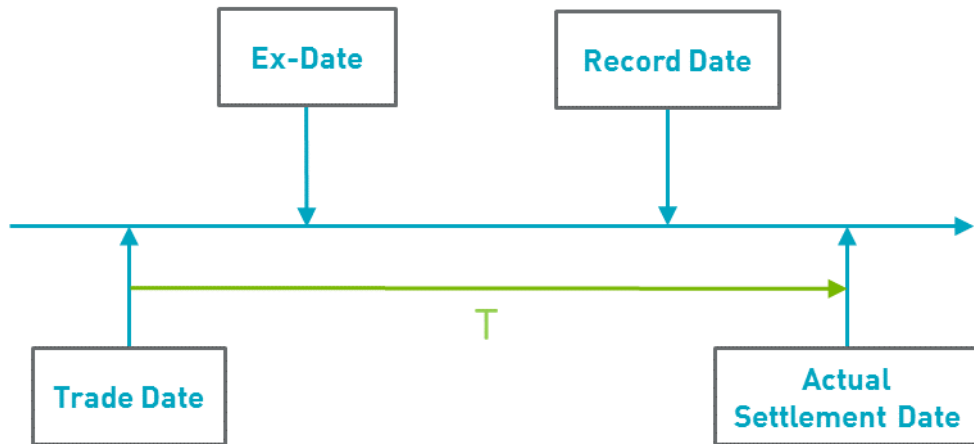 Ex-Date
Record Date
T
Trade Date
Actual
Settlement Date